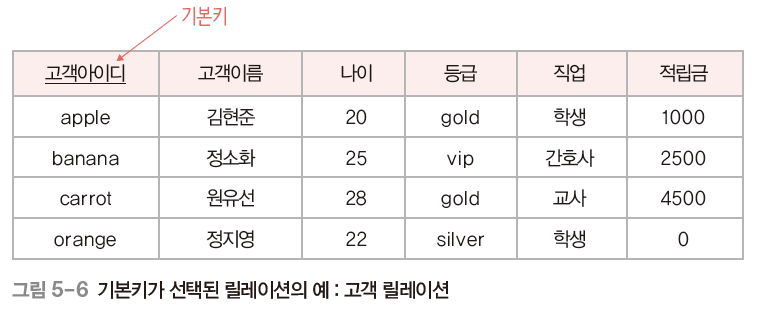 기본키
고객아이디 고객이름 나이 등급 직업 적립금
apple 김현준 20 gold 학생 1000
banana 정소화 25 vip 간호사 2500
carrot 원유선 28 gold 교사 4500
orange 정지영 22 silver 학생 0
그림 5-6 기본키가 선택된 릴레이션의 예 : 고객 릴레이션